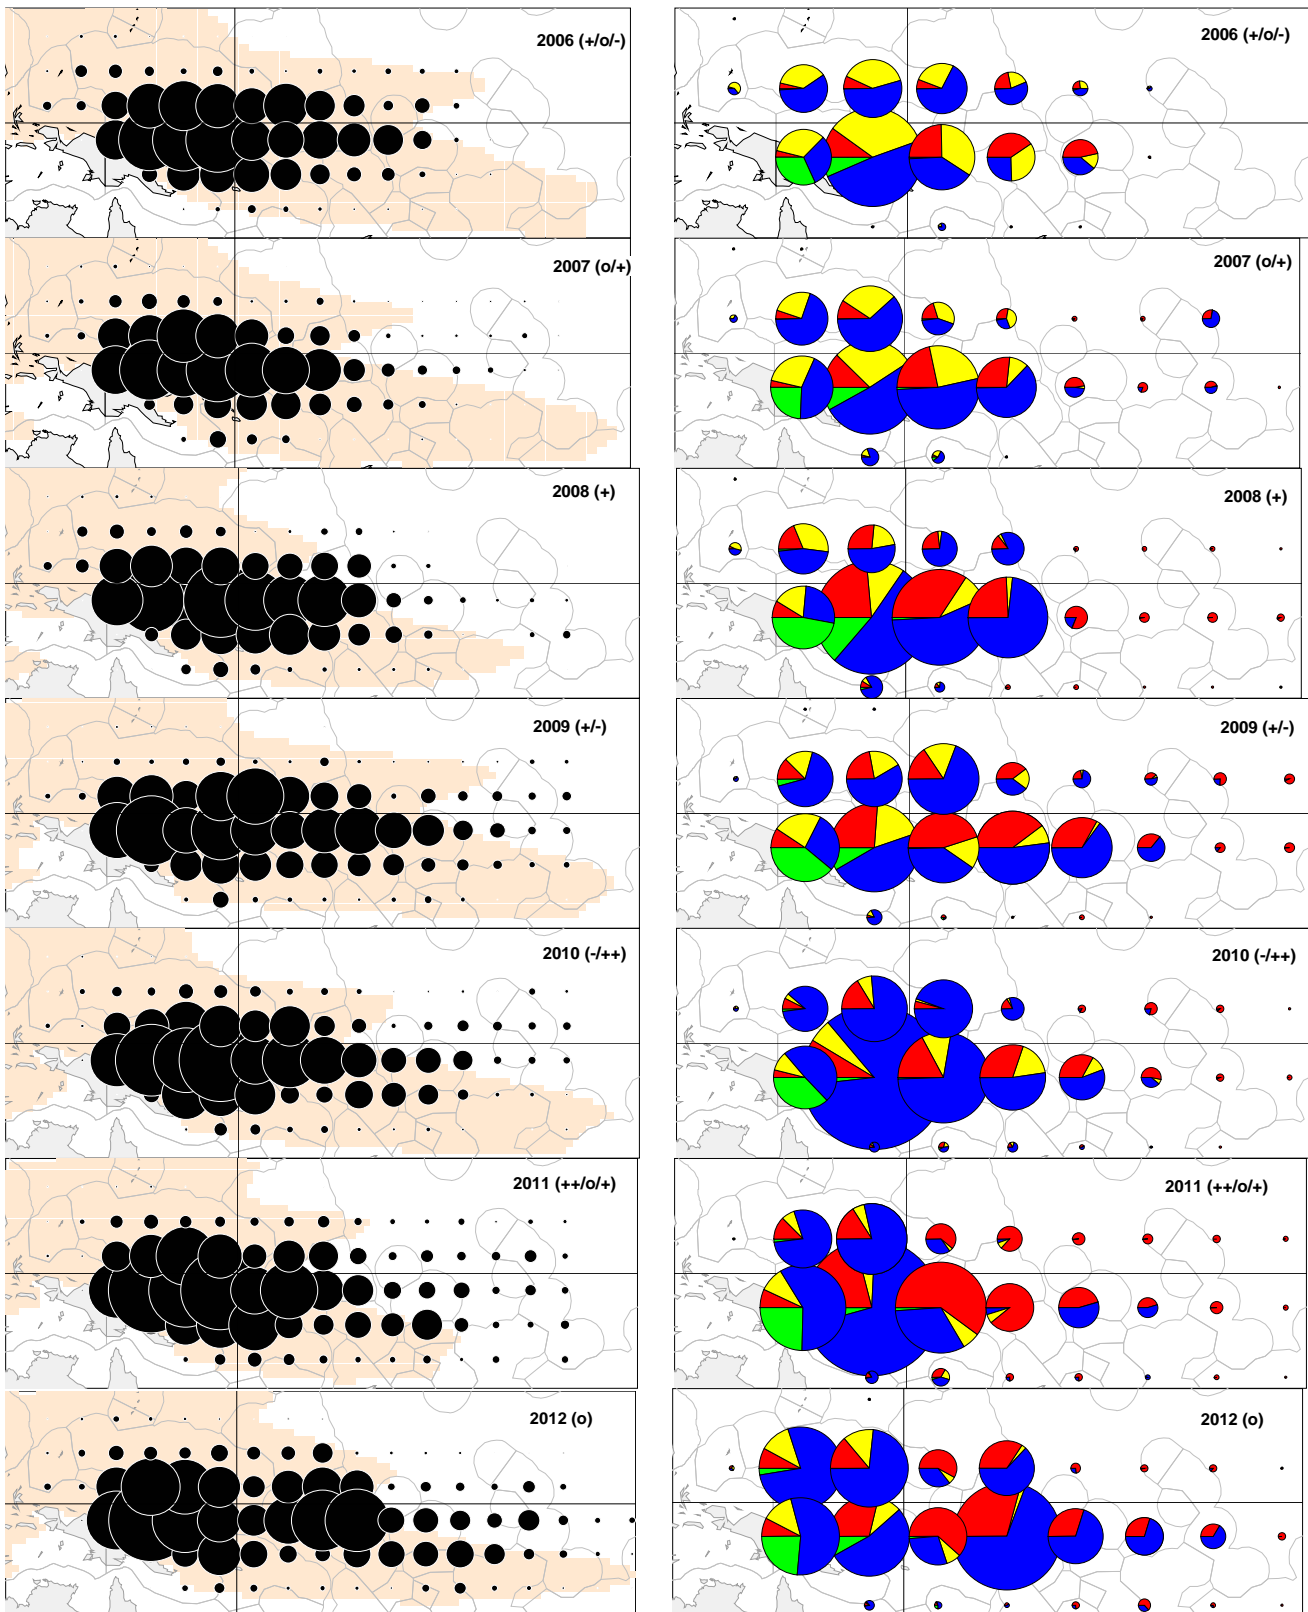 2006 (+/o/-)
2006 (+/o/-)
2007 (o/+)
2007 (o/+)
2008 (+)
2008 (+)
2009 (+/-)
2009 (+/-)
2010 (-/++)
2010 (-/++)
2011 (++/o/+)
2011 (++/o/+)
2012 (o)
2012 (o)